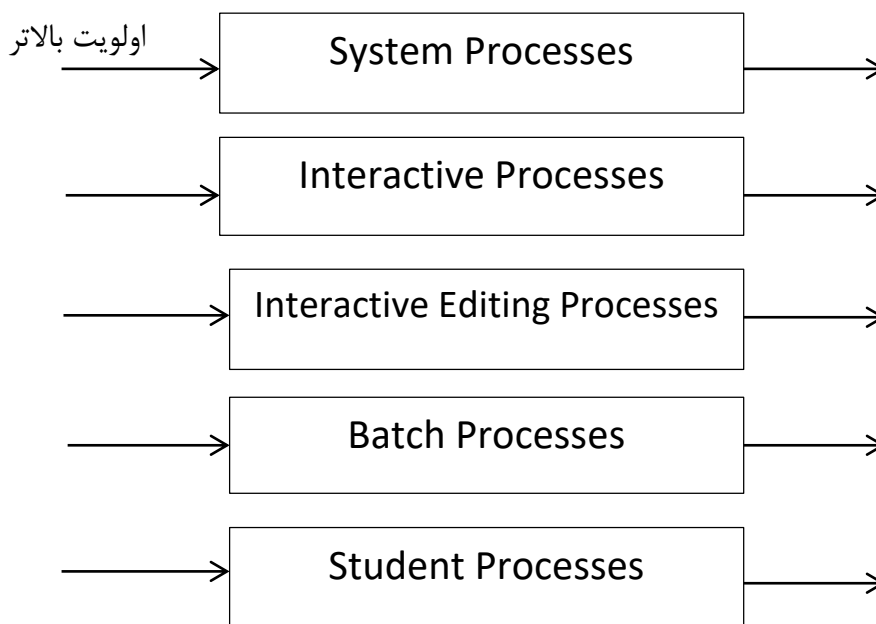 اولویت بالاتر
System Processes
Interactive Processes
Interactive Editing Processes
Batch Processes
Student Processes